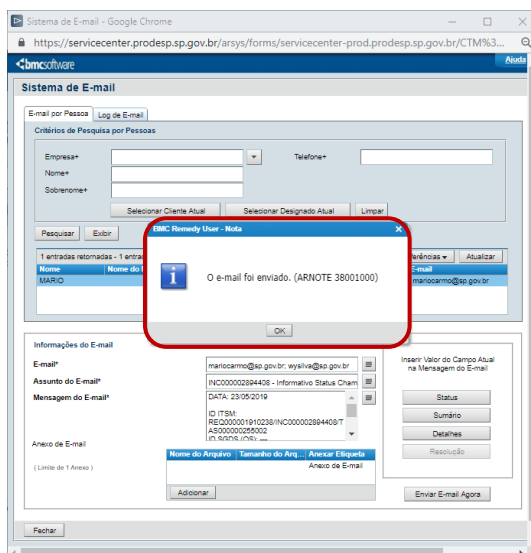 Sistema de E-mail - Google Chrome
https://servicecenter.prodesp.sp.gov.br/arsys/forms/servicecenter-prod.prodesp.sp.gov.br/CTM%3...
bmcsoftware
Ajuda
Sistema de E-mail
E-mail por Pessoa Log de E-mail
Critérios de Pesquisa por Pessoas
Empresa+ Telefone+
Nome+
Sobrenome+
Selecionar Cliente Atual Selecionar Designado Atual Limpar
Pesquisar Exibir
BMC Remedy User - Nota X
1 entradas retornadas - 1 entrad
erências Atualizar
Nome Nome do E-mail
MARIO mariocarmo@sp.gov.br
O e-mail foi enviado. (ARNOTE 38001000)
OK
Informações do E-mail
E-mail* mariocarmo@sp.gov.br; wysilva@sp.gov.br
Inserir Valor do Campo Atual
na Mensagem do E-mail
Assunto do E-mail* INC000002894408 - Informativo Status Cham
Mensagem do E-mail* DATA: 23/05/2019
ID ITSM:
REQ000001910238/INC000002894408/T
AS000000255002
ID SGDS (OS): ---
Status
Sumário
Detalhes
Resolução
Anexo de E-mail
( Limite de 1 Anexo )
Nome do Arquivo Tamanho do Arq... Anexar Etiqueta
Anexo de E-mail
Adicionar
Enviar E-mail Agora
Fechar